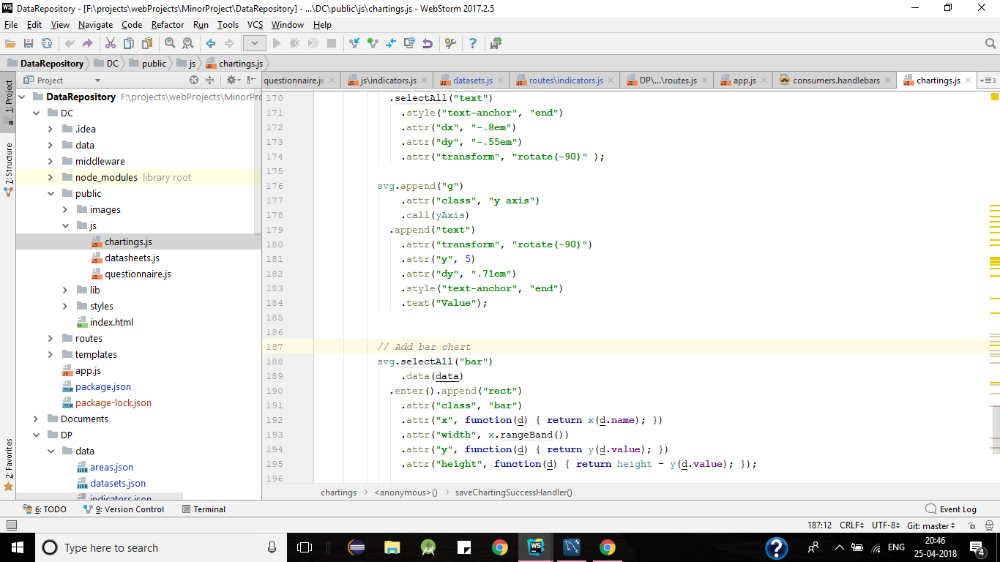 DataRepository - [F:\projects\webProjects\MinorProject\DataRepository] - ...\DC\public\js\chartings.js - WebStorm 2017.2.5
File Edit View Navigate Code Refactor Run Tools VCS Window Help
DataRepository DC public js chartings.js
Project
questionnaire.js js\indicators.js datasets.js routes\indicators.js DP\...\routes.js app.js consumers.handlebars chartings.js
1: Project
7: Structure
2: Favorites
DataRepository F:\projects\webProjects\MinorPro
DC
.idea
data
middleware
node_modules library root
public
images
js
chartings.js
datasheets.js
questionnaire.js
lib
styles
index.html
routes
templates
app.js
package.json
package-lock.json
Documents
DP
data
areas.json
datasets.json
indicators.json
170 .selectAll("text")
171 .style("text-anchor", "end")
172 .attr("dx", "-.8em")
173 .attr("dy", "-.55em")
174 .attr("transform", "rotate(-90)" );
175
176 svg.append("g")
177 .attr("class", "y axis")
178 .call(yAxis)
179 .append("text")
180 .attr("transform", "rotate(-90)")
181 .attr("y", 5)
182 .attr("dy", ".71em")
183 .style("text-anchor", "end")
184 .text("Value");
185
186
187 // Add bar chart
188 svg.selectAll("bar")
189 .data(data)
190 .enter().append("rect")
191 .attr("class", "bar")
192 .attr("x", function(d) { return x(d.name); })
193 .attr("width", x.rangeBand())
194 .attr("y", function(d) { return y(d.value); })
195 .attr("height", function(d) { return height - y(d.value); });
196
chartings <anonymous>() saveChartingSuccessHandler()
6: TODO 9: Version Control Terminal Event Log
187:12 CRLF UTF-8 Git: master
Type here to search
ENG
20:46
25-04-2018
4